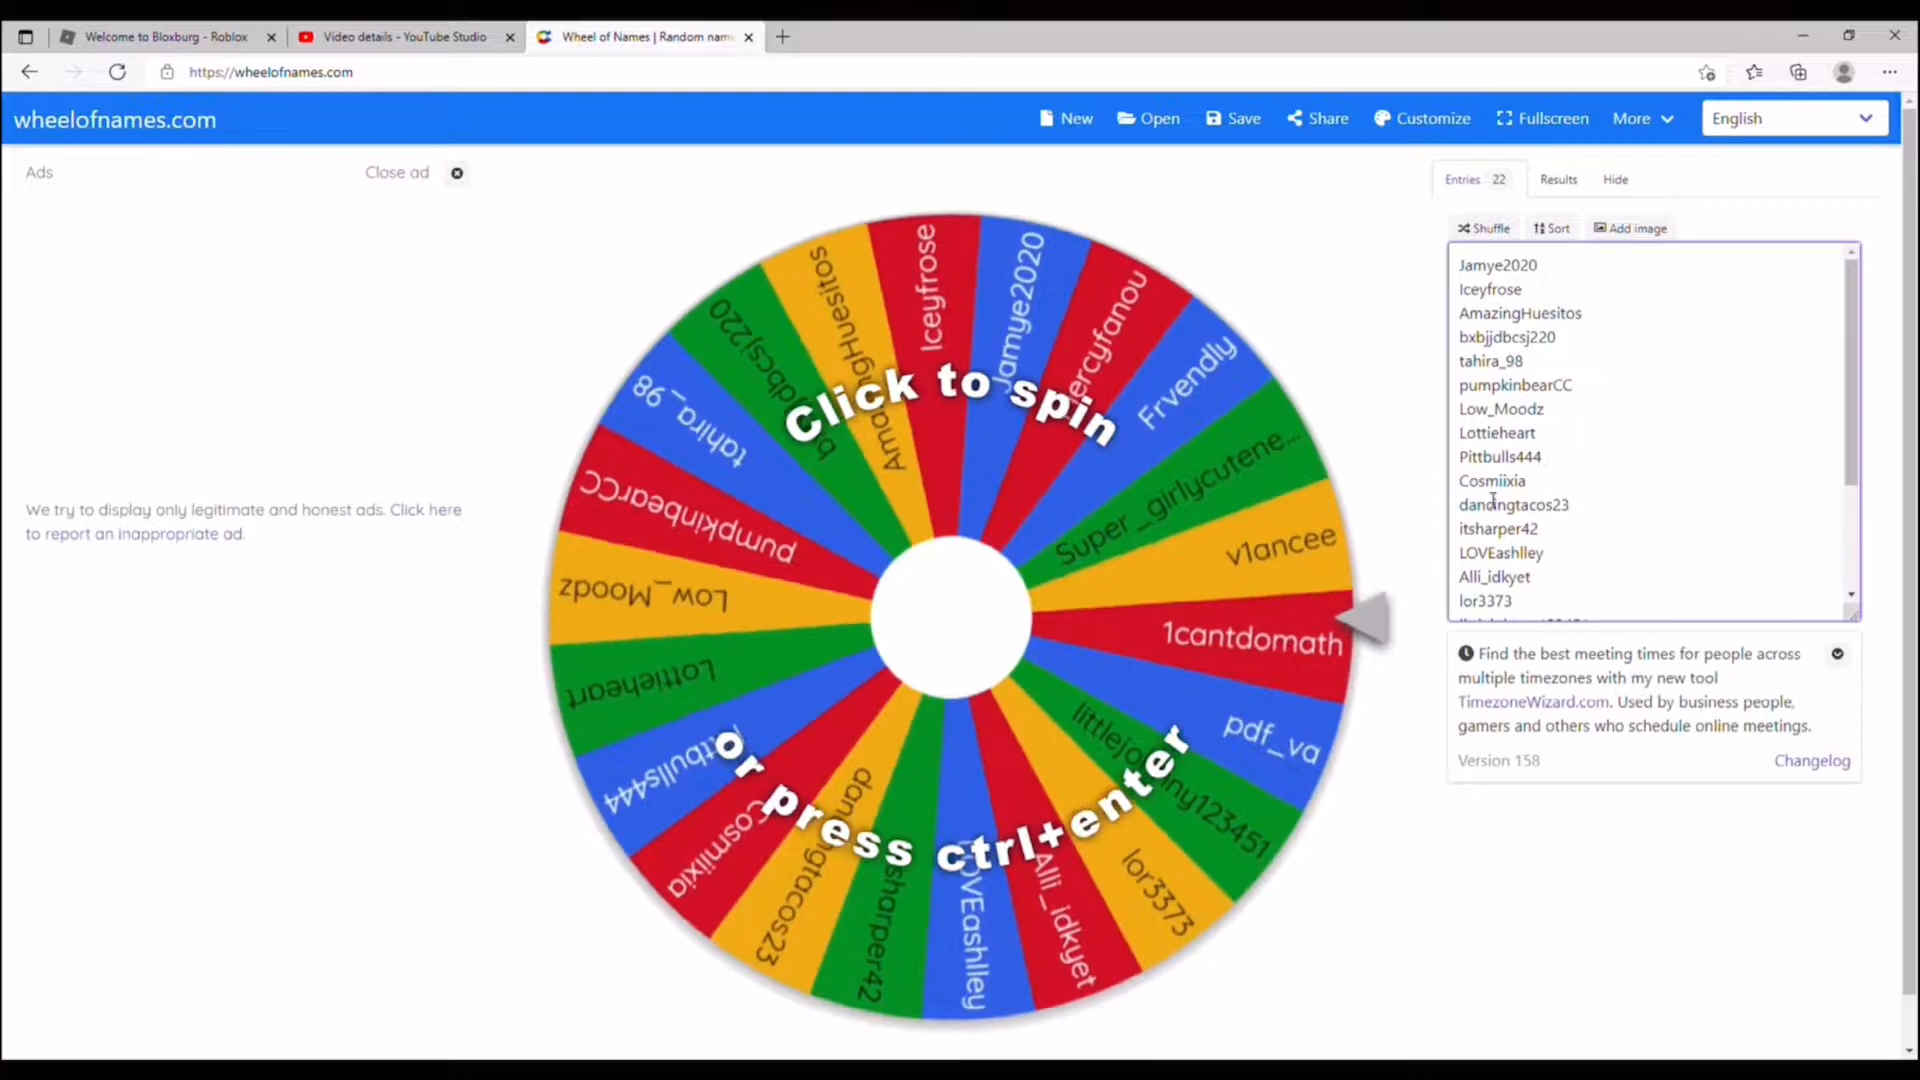 Welcome to Bloxburg - Roblox
Video details - YouTube Studio
Wheel of Names | Random nam
https://wheelofnames.com
wheelofnames.com
New
Open
Save
Share
Customize
Fullscreen
More
English
Ads
Close ad
We try to display only legitimate and honest ads. Click here
to report an inappropriate ad.
Click to spin
or press ctrl+enter
Iceyfrose
Jamye2020
ercyfanou
Frvendly
Super_girlycutene...
v1ancee
1cantdomath
pdf_va
lor3373
Alli_idkyet
OVEashlley
sharper42
Cosmiixia
Lottieheart
Low_Moodz
pumpkinbearCC
tahira_98
Entries 22
Results
Hide
Shuffle
Sort
Add image
Jamye2020
Iceyfrose
AmazingHuesitos
bxbjjdbcsj220
tahira_98
pumpkinbearCC
Low_Moodz
Lottieheart
Pittbulls444
Cosmiixia
dancingtacos23
itsharper42
LOVEashlley
Alli_idkyet
lor3373
Find the best meeting times for people across
multiple timezones with my new tool
TimezoneWizard.com. Used by business people,
gamers and others who schedule online meetings.
Version 158
Changelog